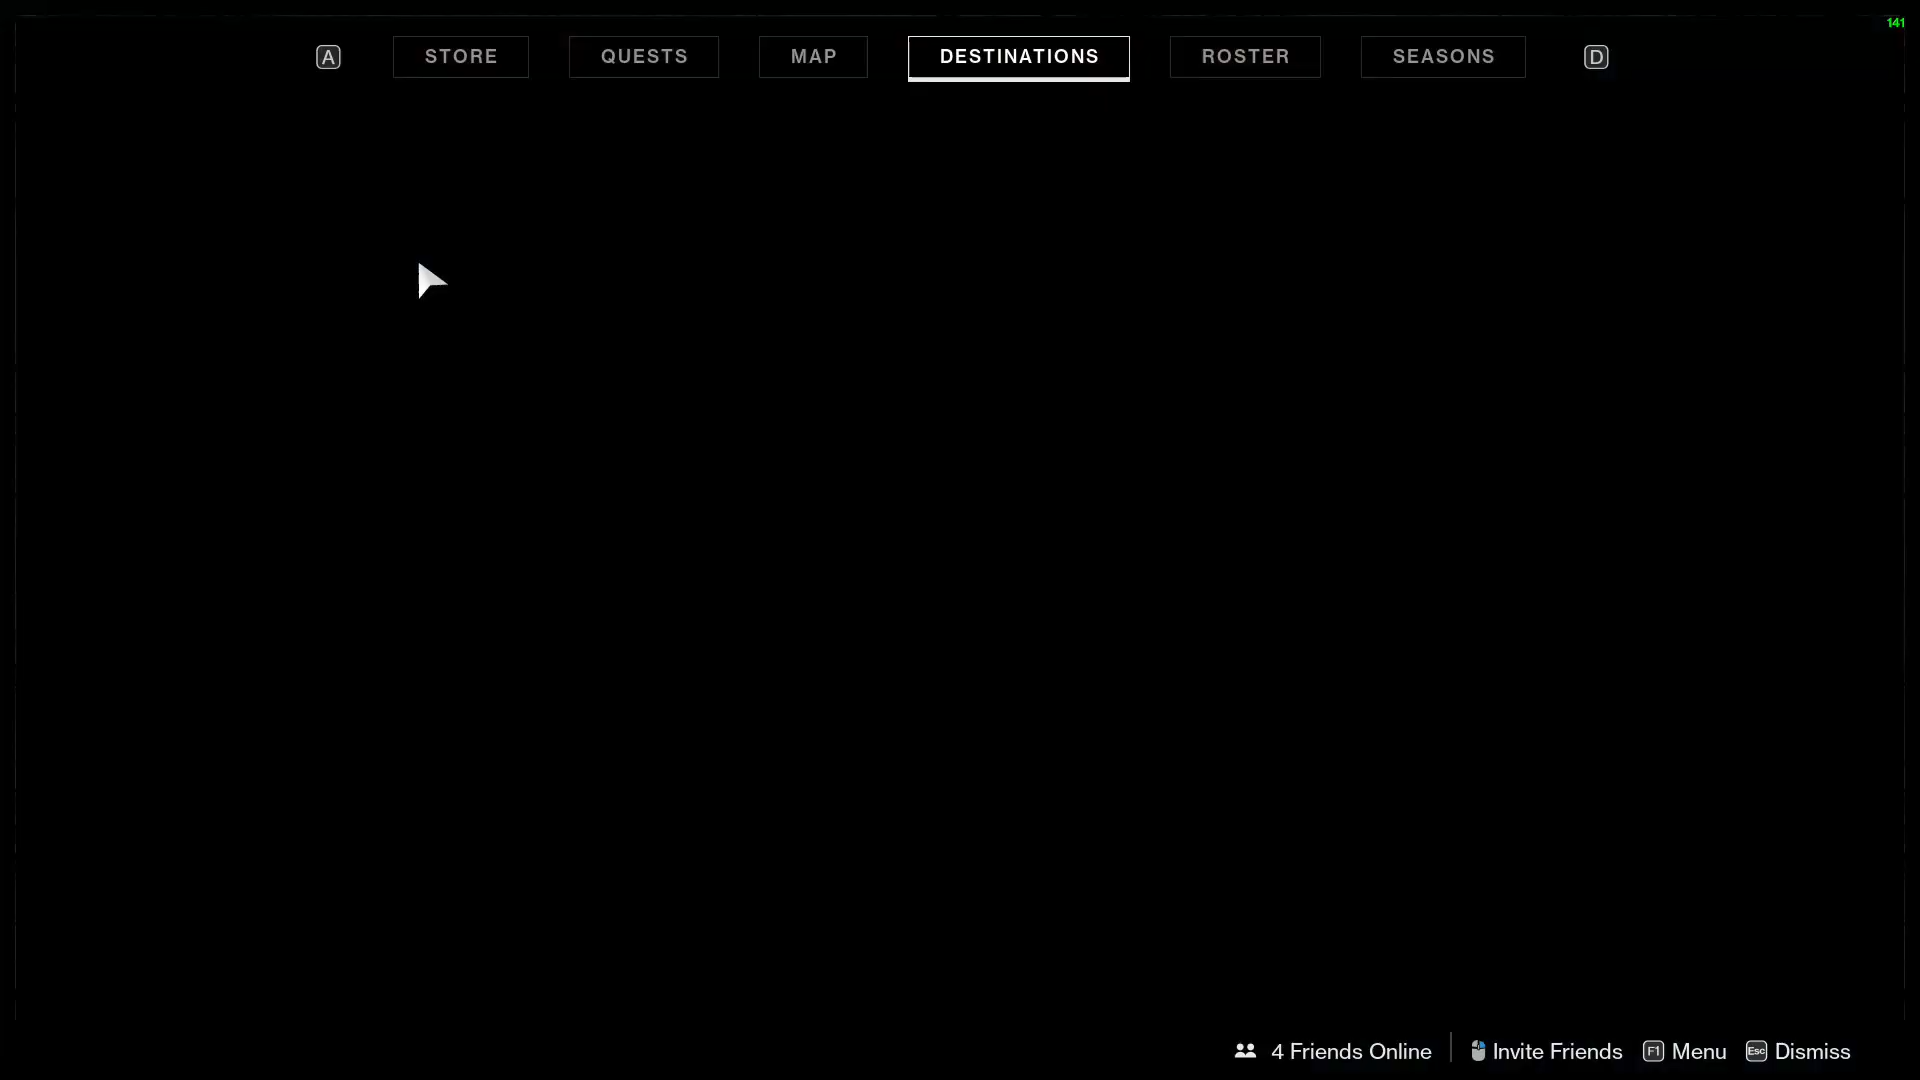 141
A STORE QUESTS MAP DESTINATIONS ROSTER SEASONS D
4 Friends Online Invite Friends F1 Menu Esc Dismiss